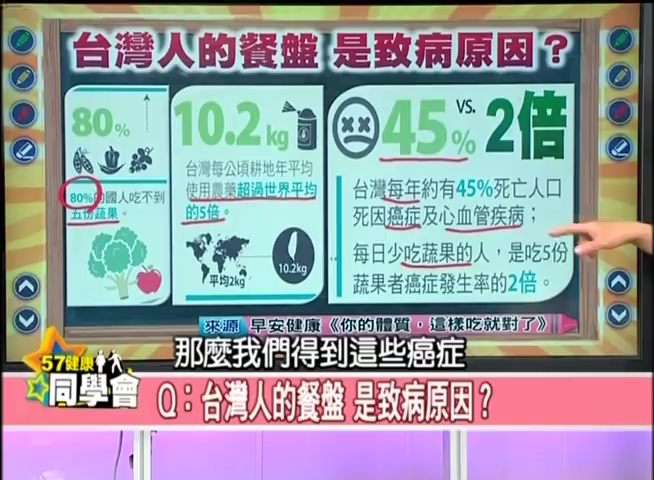 台灣人的餐盤 是致病原因？
80%
80%的國人吃不到
五份蔬果。
10.2kg
台灣每公頃耕地年平均
使用農藥超過世界平均
的5倍。
平均2kg
10.2kg
45% vs. 2倍
台灣每年約有45%死亡人口
死因癌症及心血管疾病；
每日少吃蔬果的人，是吃5份
蔬果者癌症發生率的2倍。
來源 早安健康《你的體質，這樣吃就對了》
那麼我們得到這些癌症
57健康
同學會
Q：台灣人的餐盤 是致病原因？